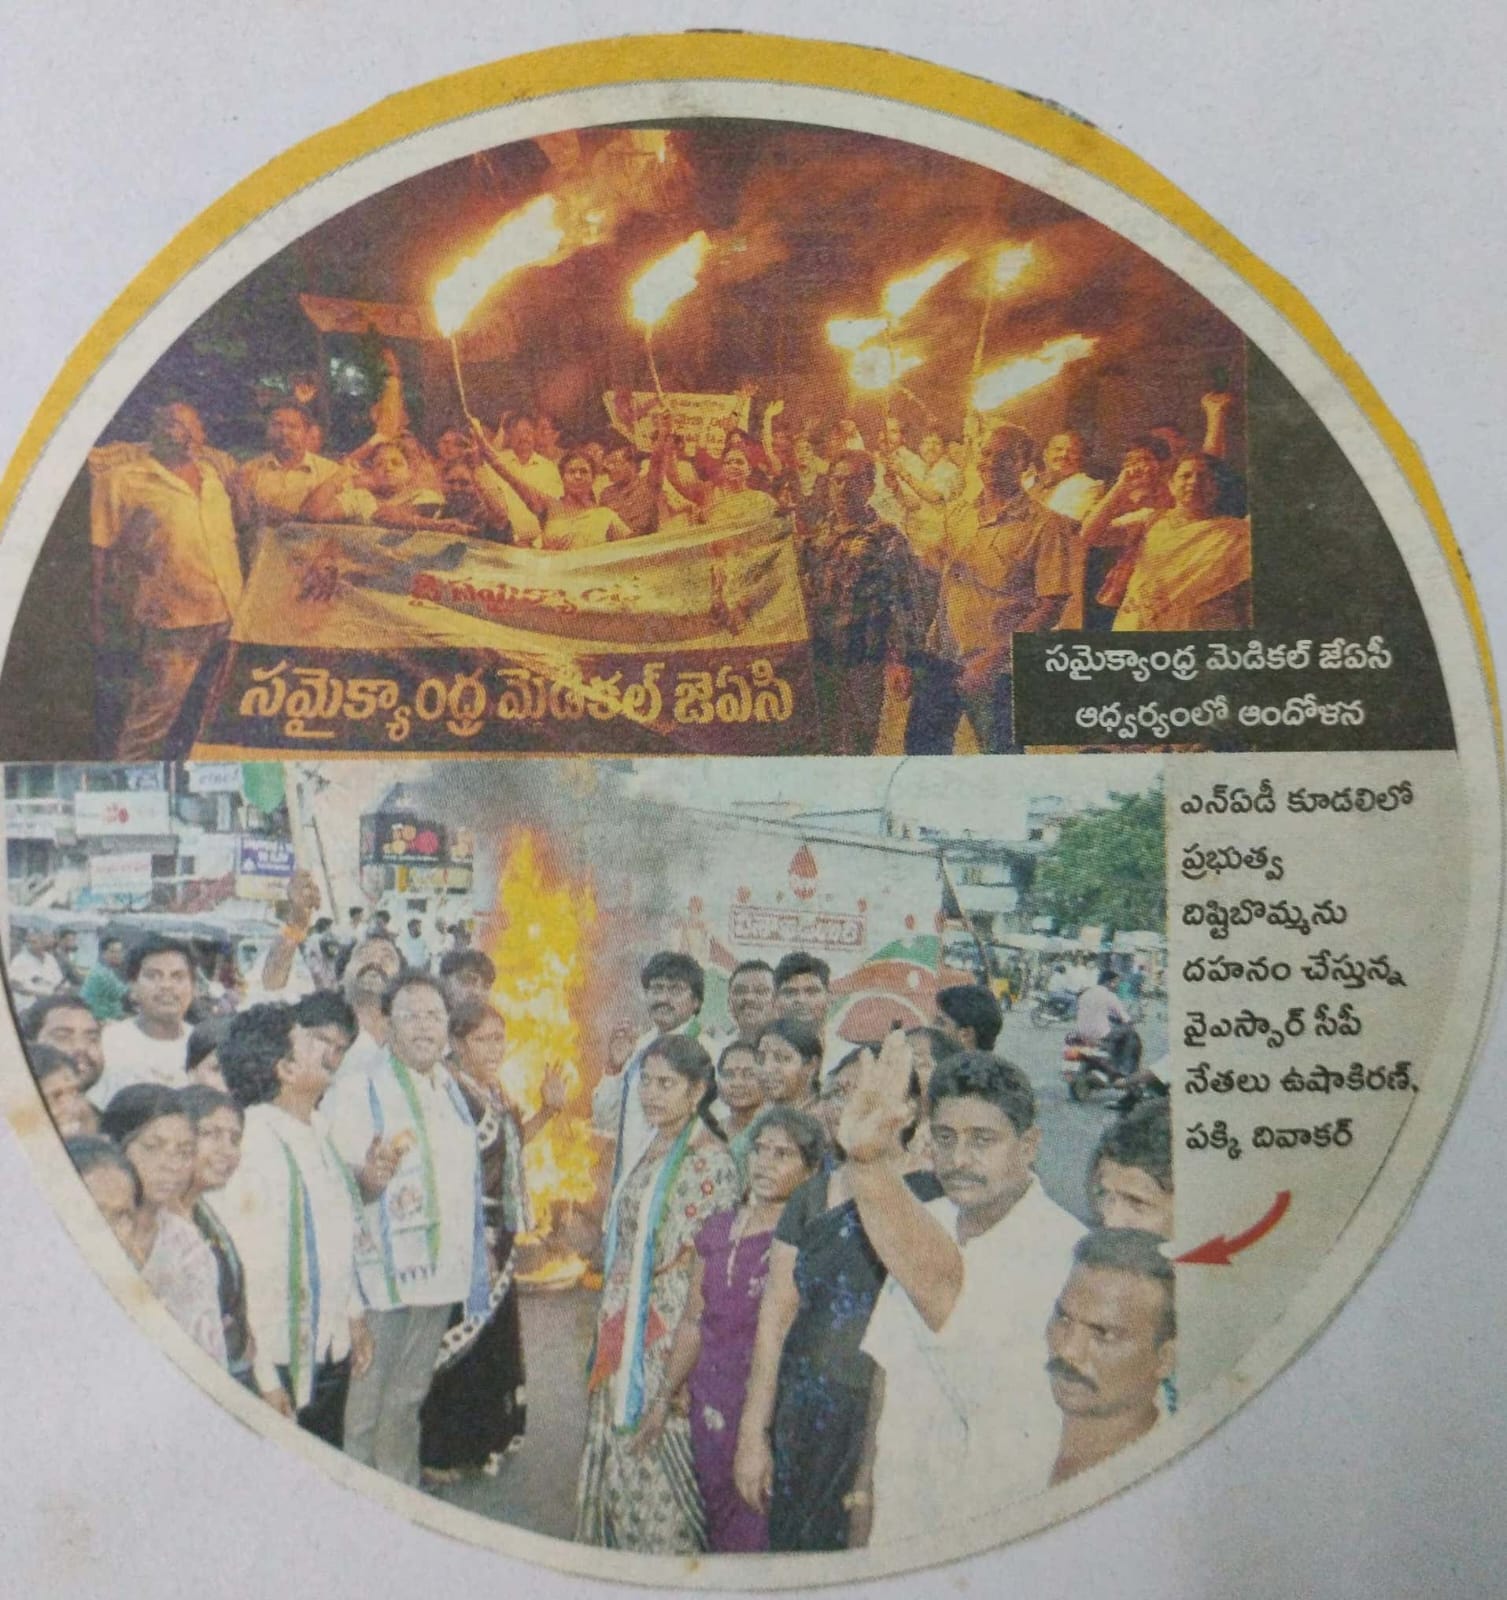 జై సమైక్యాంధ్ర
సమైక్యాంధ్ర మెడికల్ జెఏసి
సమైక్యాంధ్ర మెడికల్ జేఏసీ
ఆధ్వర్యంలో ఆందోళన
ఎన్ఏడీ కూడలిలో
ప్రభుత్వ
దిష్టిబొమ్మను
దహనం చేస్తున్న
వైఎస్సార్ సీపీ
నేతలు ఉషాకిరణ్,
పక్కి దివాకర్